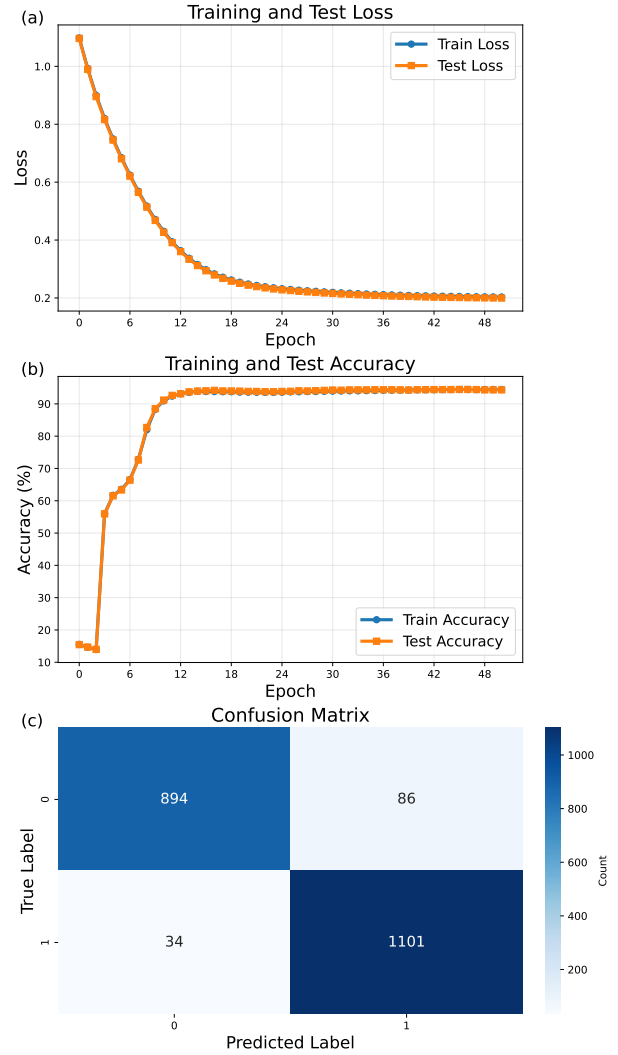 (a)
Training and Test Loss
Train Loss
Test Loss
Loss
1.0
0.8
0.6
0.4
0.2
0 6 12 18 24 30 36 42 48
Epoch
(b)
Training and Test Accuracy
Accuracy (%)
90
80
70
60
50
40
30
20
10
Train Accuracy
Test Accuracy
0 6 12 18 24 30 36 42 48
Epoch
(c)
Confusion Matrix
True Label
0
894 86
1
34 1101
0 1
Predicted Label
1000
800
600
400
200
Count